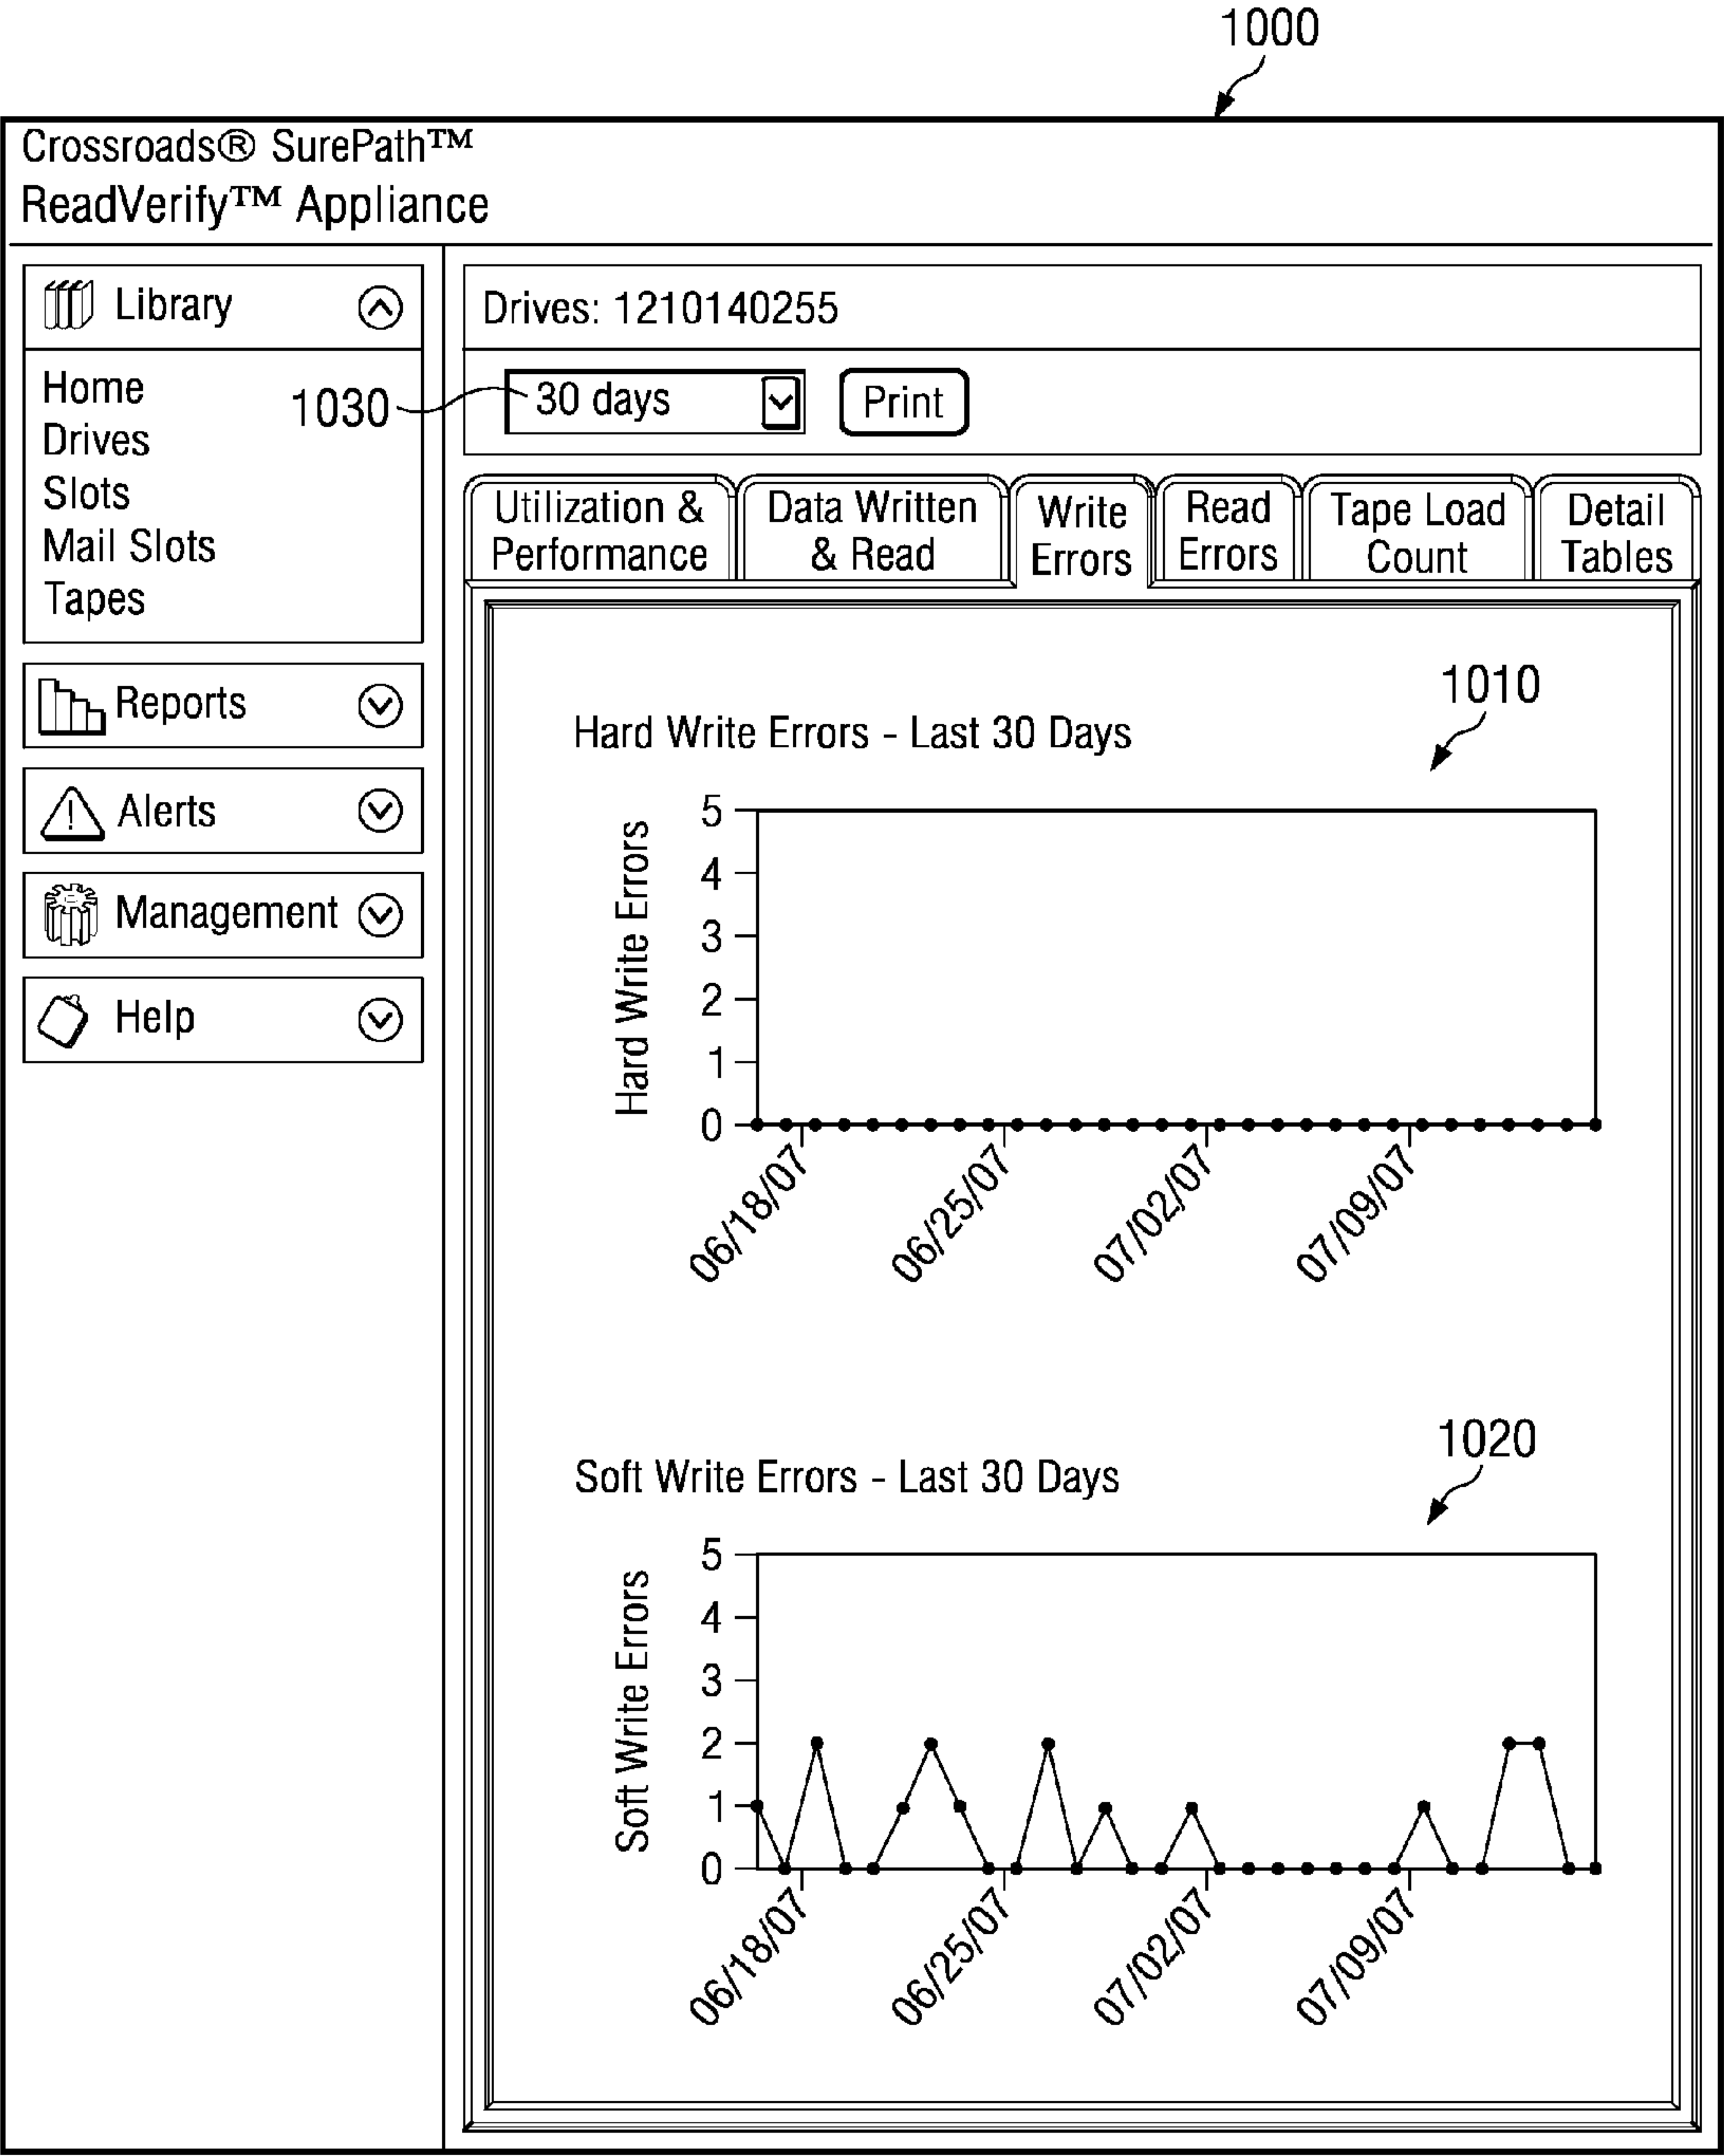 1000
Crossroads® SurePath™
ReadVerify™ Appliance
Library
Home
Drives
Slots
Mail Slots
Tapes
Reports
Alerts
Management
Help
Drives: 1210140255
1030
30 days
Print
Utilization &
Performance
Data Written
& Read
Write
Errors
Read
Errors
Tape Load
Count
Detail
Tables
1010
Hard Write Errors - Last 30 Days
Hard Write Errors
5
4
3
2
1
0
06/18/07
06/25/07
07/02/07
07/09/07
1020
Soft Write Errors - Last 30 Days
Soft Write Errors
5
4
3
2
1
0
06/18/07
06/25/07
07/02/07
07/09/07